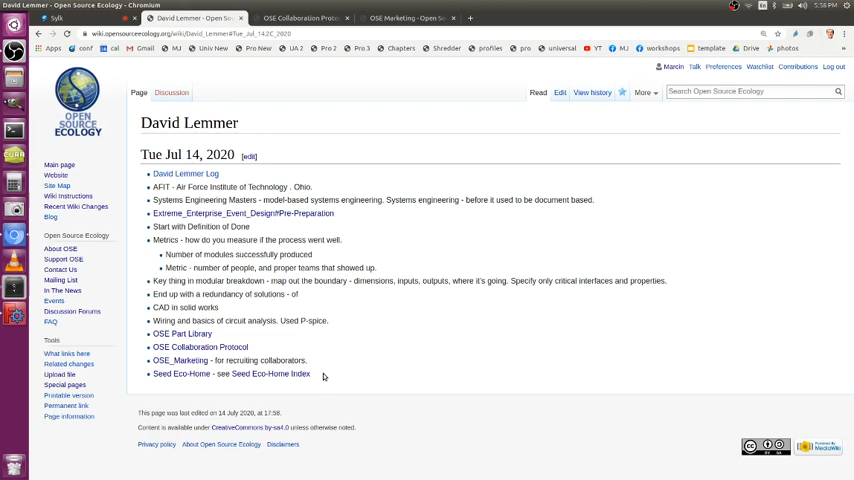 David Lemmer - Open Source Ecology - Chromium
5:58 PM
Sylk
David Lemmer - Open Sou
OSE Collaboration Proto
OSE Marketing - Open So
wiki.opensourceecology.org/wiki/David_Lemmer#Tue_Jul_14.2C_2020
Apps
conf
cal
Gmail
MJ
Univ New
Pro New
UA 2
Pro 2
Pro 3
Chapters
Shredder
profiles
pro
universal
YT
MJ
workshops
template
Drive
photos
Marcin
Talk
Preferences
Watchlist
Contributions
Log out
OPEN
SOURCE
ECOLOGY
Page
Discussion
Read
Edit
View history
More
Search Open Source Ecology
David Lemmer
Tue Jul 14, 2020 [edit]
David Lemmer Log
AFIT - Air Force Institute of Technology . Ohio.
Systems Engineering Masters - model-based systems engineering. Systems engineering - before it used to be document based.
Extreme_Enterprise_Event_Design#Pre-Preparation
Start with Definition of Done
Metrics - how do you measure if the process went well.
Number of modules successfully produced
Metric - number of people, and proper teams that showed up.
Key thing in modular breakdown - map out the boundary - dimensions, inputs, outputs, where it's going. Specify only critical interfaces and properties.
End up with a redundancy of solutions - of
CAD in solid works
Wiring and basics of circuit analysis. Used P-spice.
OSE Part Library
OSE Collaboration Protocol
OSE_Marketing - for recruiting collaborators.
Seed Eco-Home - see Seed Eco-Home Index
Main page
Website
Site Map
Wiki Instructions
Recent Wiki Changes
Blog
Open Source Ecology
About OSE
Support OSE
Contact Us
Mailing List
In The News
Events
Discussion Forums
FAQ
Tools
What links here
Related changes
Upload file
Special pages
Printable version
Permanent link
Page information
This page was last edited on 14 July 2020, at 17:58.
Content is available under CreativeCommons by-sa4.0 unless otherwise noted.
Privacy policy
About Open Source Ecology
Disclaimers
Powered By
MediaWiki